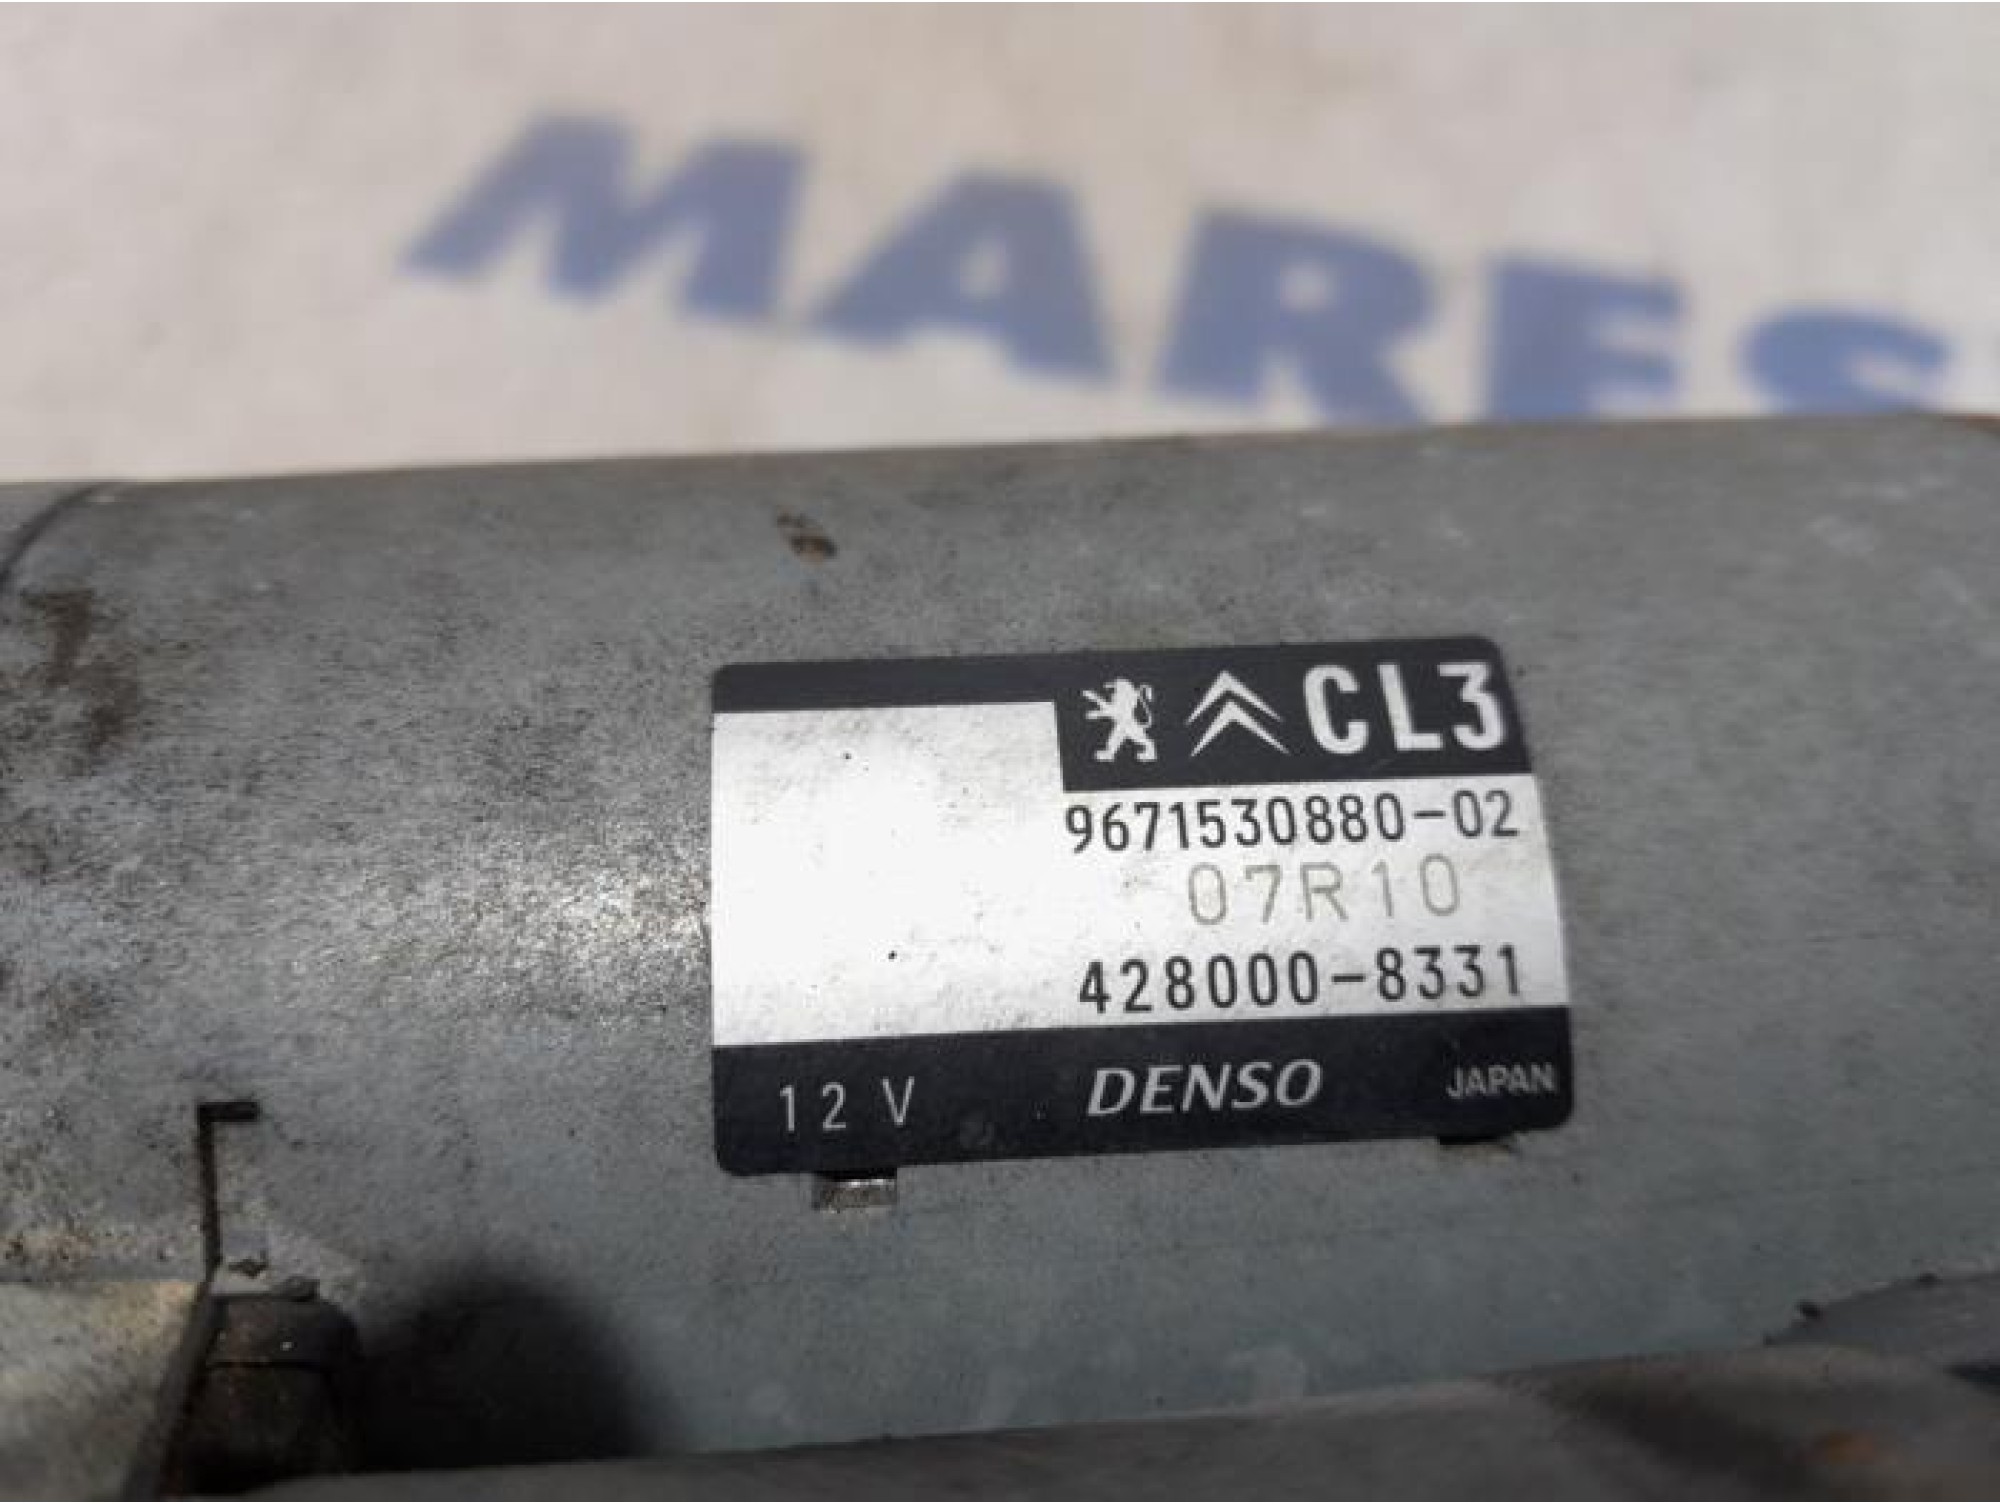 MARES
CL3
9671530880-02
07R10
428000-8331
12 V DENSO JAPAN